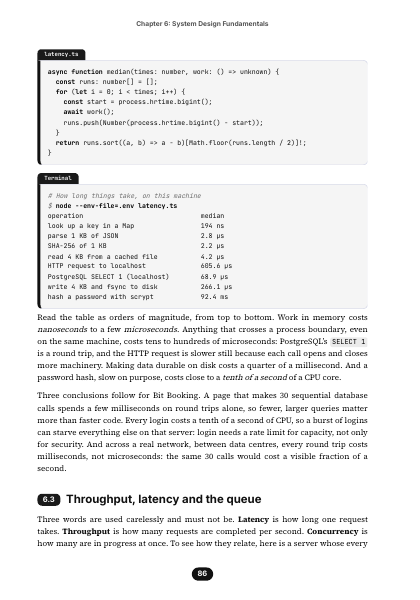 Chapter 6: System Design Fundamentals
latency.ts
async function median(times: number, work: () => unknown) {
const runs: number[] = [];
for (let i = 0; i < times; i++) {
const start = process.hrtime.bigint();
await work();
runs.push(Number(process.hrtime.bigint() - start));
}
return runs.sort((a, b) => a - b)[Math.floor(runs.length / 2)]!;
}
Terminal
# How long things take, on this machine
$ node --env-file=.env latency.ts
operation median
look up a key in a Map 194 ns
parse 1 KB of JSON 2.8 µs
SHA-256 of 1 KB 2.2 µs
read 4 KB from a cached file 4.2 µs
HTTP request to localhost 605.6 µs
PostgreSQL SELECT 1 (localhost) 68.9 µs
write 4 KB and fsync to disk 266.1 µs
hash a password with scrypt 92.4 ms
Read the table as orders of magnitude, from top to bottom. Work in memory costs
nanoseconds to a few microseconds. Anything that crosses a process boundary, even
on the same machine, costs tens to hundreds of microseconds: PostgreSQL's SELECT 1
is a round trip, and the HTTP request is slower still because each call opens and closes
more machinery. Making data durable on disk costs a quarter of a millisecond. And a
password hash, slow on purpose, costs close to a tenth of a second of a CPU core.
Three conclusions follow for Bit Booking. A page that makes 30 sequential database
calls spends a few milliseconds on round trips alone, so fewer, larger queries matter
more than faster code. Every login costs a tenth of a second of CPU, so a burst of logins
can starve everything else on that server: login needs a rate limit for capacity, not only
for security. And across a real network, between data centres, every round trip costs
milliseconds, not microseconds: the same 30 calls would cost a visible fraction of a
second.
6.3 Throughput, latency and the queue
Three words are used carelessly and must not be. Latency is how long one request
takes. Throughput is how many requests are completed per second. Concurrency is
how many are in progress at once. To see how they relate, here is a server whose every
86